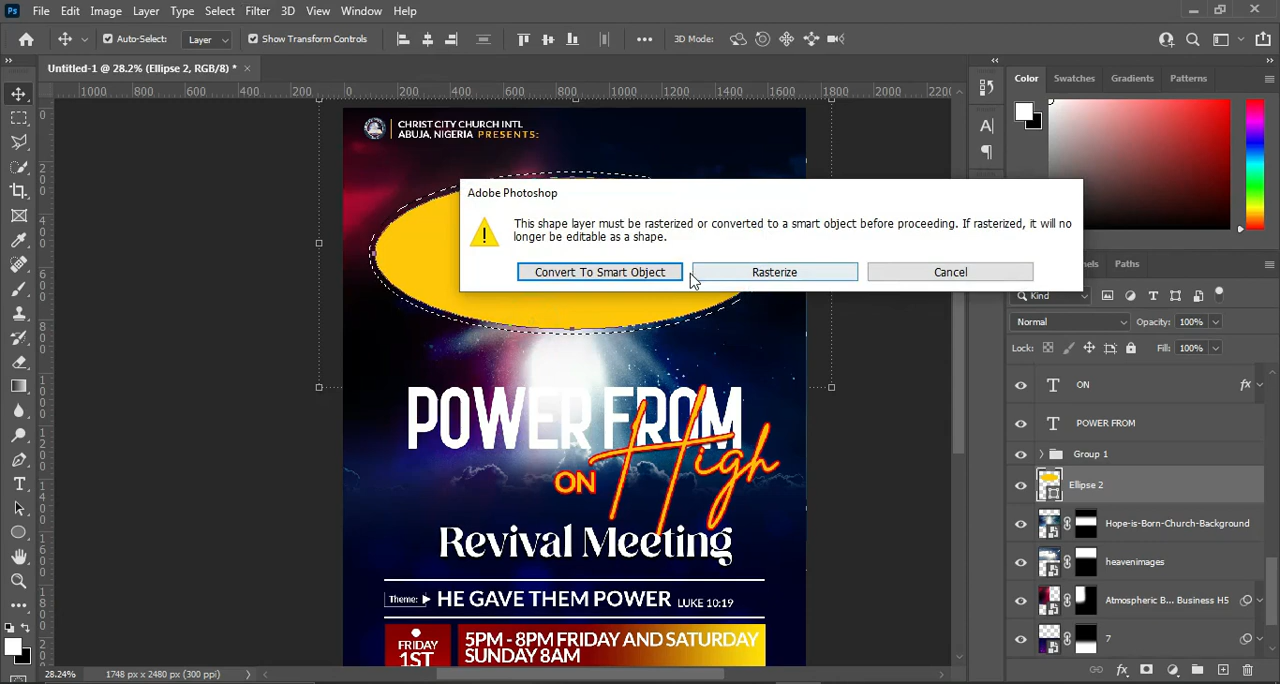 Ps File Edit Image Layer Type Select Filter 3D View Window Help
Auto-Select: Layer Show Transform Controls 3D Mode:
Untitled-1 @ 28.2% (Ellipse 2, RGB/8) * ×
Color Swatches Gradients Patterns
1000 800 600 400 200 0 200 400 600 800 1000 1200 1400 1600 1800 2000
CHRIST CITY CHURCH INTL
ABUJA, NIGERIA PRESENTS:
Adobe Photoshop
This shape layer must be rasterized or converted to a smart object before proceeding. If rasterized, it will no
longer be editable as a shape.
Convert To Smart Object Rasterize Cancel
Paths
Kind
Normal Opacity: 100%
Lock: Fill: 100%
T ON fx
T POWER FROM
Group 1
Ellipse 2
Hope-is-Born-Church-Background
heavenimages
Atmospheric B... Business H5
7
POWER FROM
ON High
Revival Meeting
Theme: HE GAVE THEM POWER LUKE 10:19
FRIDAY
1ST
5PM - 8PM FRIDAY AND SATURDAY
SUNDAY 8AM
28.24% 1748 px x 2480 px (300 ppi)